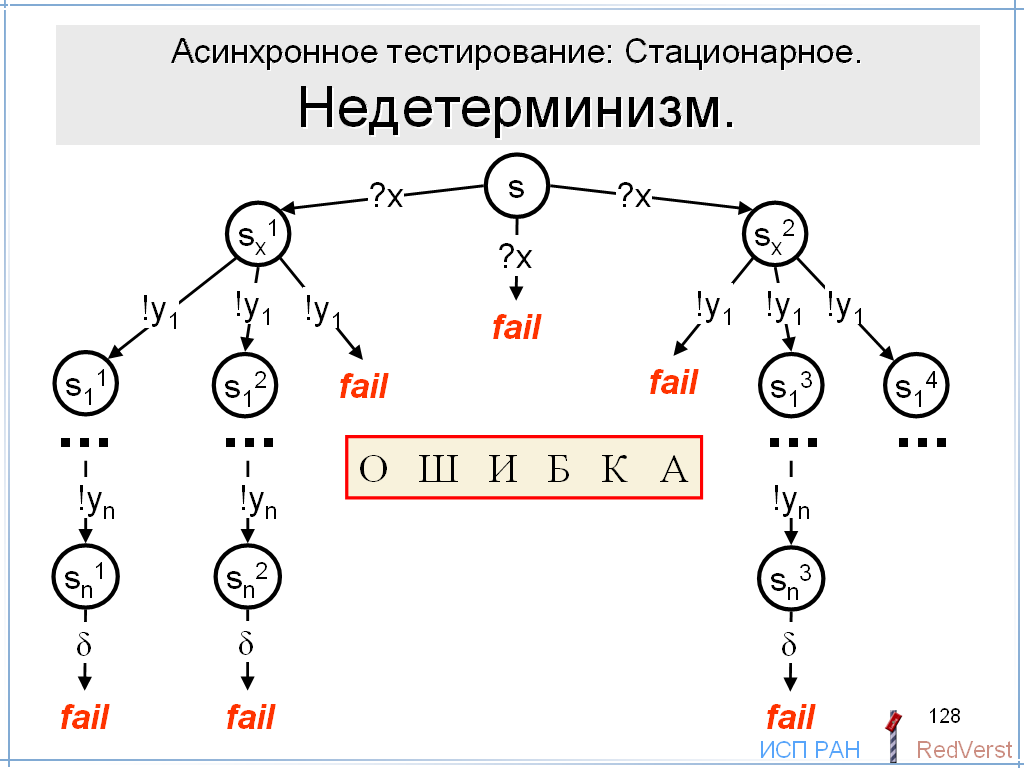 Асинхронное тестирование: Стационарное.
Недетерминизм.
s
?x ?x
sx1 ?x sx2
!y1 !y1 !y1 fail !y1 !y1 !y1
s11 s12 fail fail s13 s14
... ... ... ...
О Ш И Б К А
!yn !yn !yn
sn1 sn2 sn3
δ δ δ
fail fail fail
128
ИСП РАН RedVerst